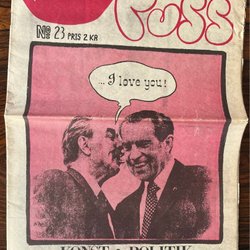 Puss
No 23 PRIS 2 KR
... I love you!
KONST & POLITIK